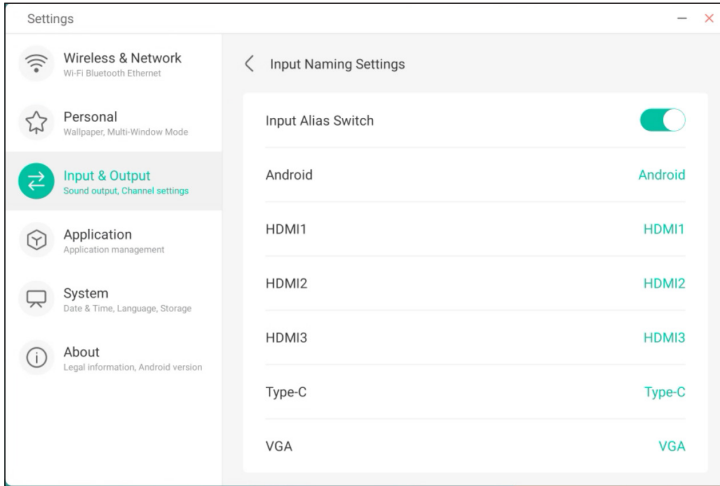 Settings
Wireless & Network
Wi-Fi Bluetooth Ethernet
Personal
Wallpaper, Multi-Window Mode
Input & Output
Sound output, Channel settings
Application
Application management
System
Date & Time, Language, Storage
About
Legal information, Android version
Input Naming Settings
Input Alias Switch
Android Android
HDMI1 HDMI1
HDMI2 HDMI2
HDMI3 HDMI3
Type-C Type-C
VGA VGA